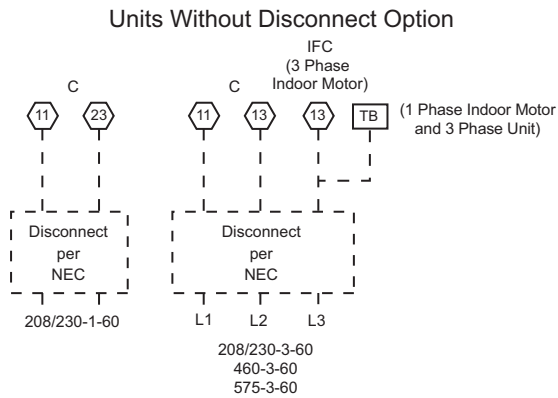 Units Without Disconnect Option
IFC
(3 Phase
Indoor Motor)
C
C
11
23
11
13
13
TB
(1 Phase Indoor Motor
and 3 Phase Unit)
Disconnect
per
NEC
Disconnect
per
NEC
208/230-1-60
L1
L2
L3
208/230-3-60
460-3-60
575-3-60